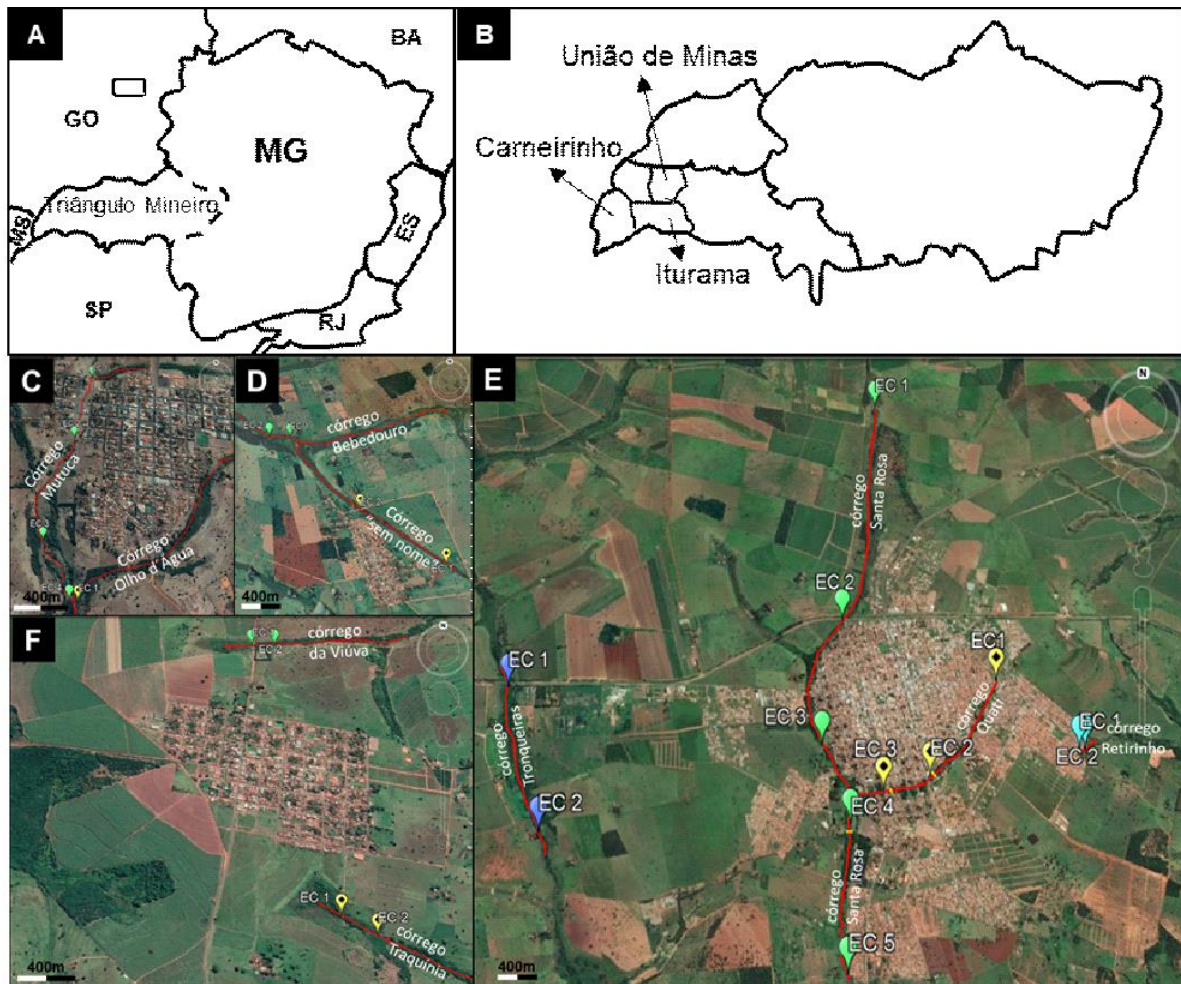 A
BA
GO
MG
Triângulo Mineiro
MS
ES
SP
RJ
B
União de Minas
Carneirinho
Iturama
C
Córrego
Mutuca
Córrego
Olho d'Água
EC 1
400m
D
EC 2
córrego
Bebedouro
Córrego
"sem nome"
400m
E
N
EC 1
córrego
Santa Rosa
EC 2
EC 1
EC1
córrego
Tronqueiras
EC 3
córrego
Quati
EC 1
córrego
EC 2
Retirinho
EC 3
EC 2
EC 2
EC 4
córrego
Santa Rosa
EC 5
400m
F
EC 2
córrego
da Viúva
EC 1
EC 2
córrego
Traquínia
400m